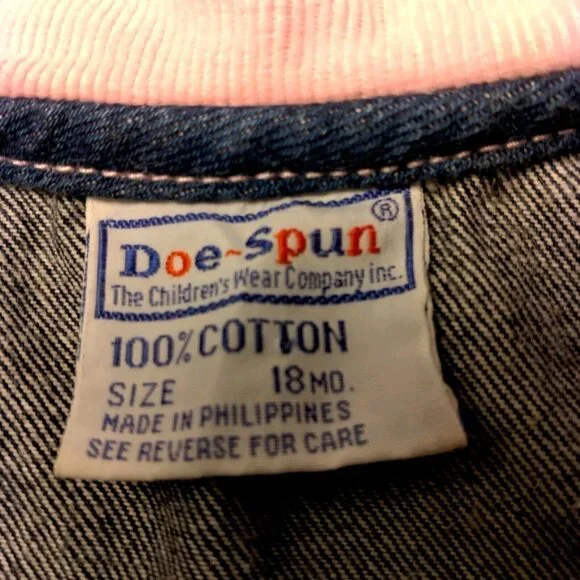 Doe-Spun®
The Children's Wear Company inc.
100% COTTON
SIZE 18 MO.
MADE IN PHILIPPINES
SEE REVERSE FOR CARE